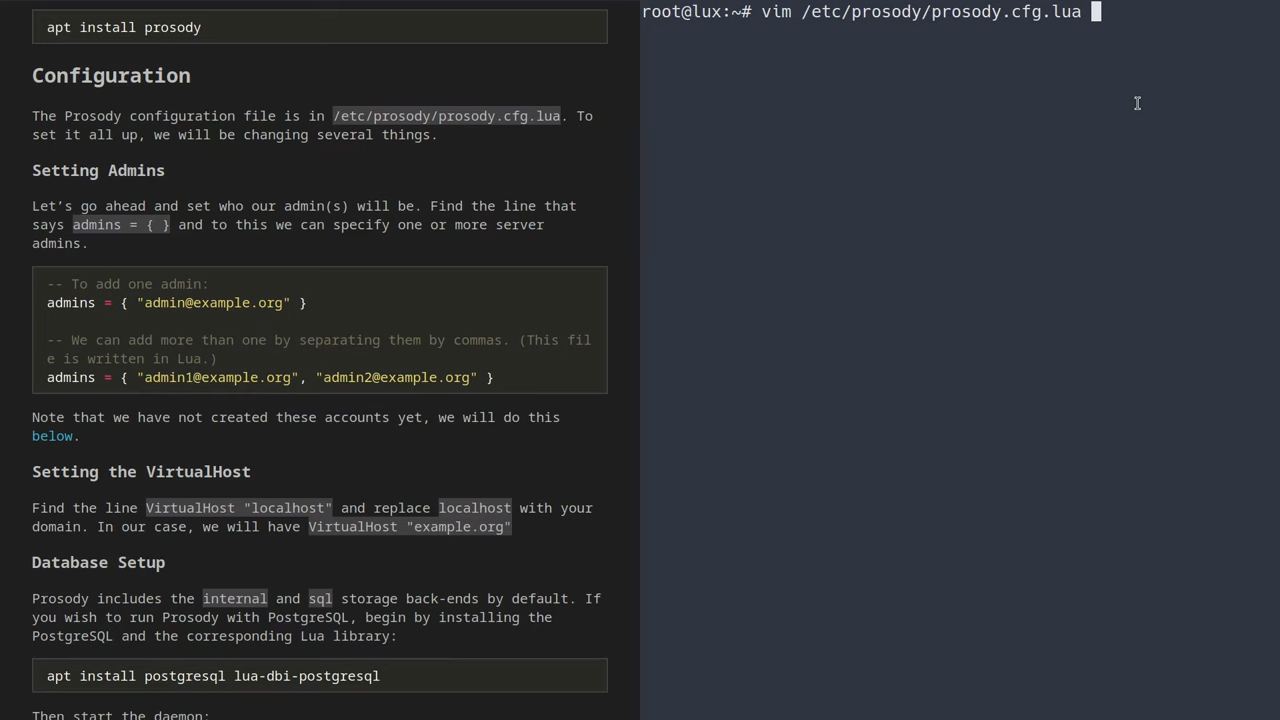 apt install prosody
Configuration
The Prosody configuration file is in /etc/prosody/prosody.cfg.lua. To
set it all up, we will be changing several things.
Setting Admins
Let’s go ahead and set who our admin(s) will be. Find the line that
says admins = { } and to this we can specify one or more server
admins.
-- To add one admin:
admins = { "admin@example.org" }
-- We can add more than one by separating them by commas. (This fil
e is written in Lua.)
admins = { "admin1@example.org", "admin2@example.org" }
Note that we have not created these accounts yet, we will do this
below.
Setting the VirtualHost
Find the line VirtualHost "localhost" and replace localhost with your
domain. In our case, we will have VirtualHost "example.org"
Database Setup
Prosody includes the internal and sql storage back-ends by default. If
you wish to run Prosody with PostgreSQL, begin by installing the
PostgreSQL and the corresponding Lua library:
apt install postgresql lua-dbi-postgresql
Then start the daemon:
root@lux:~# vim /etc/prosody/prosody.cfg.lua